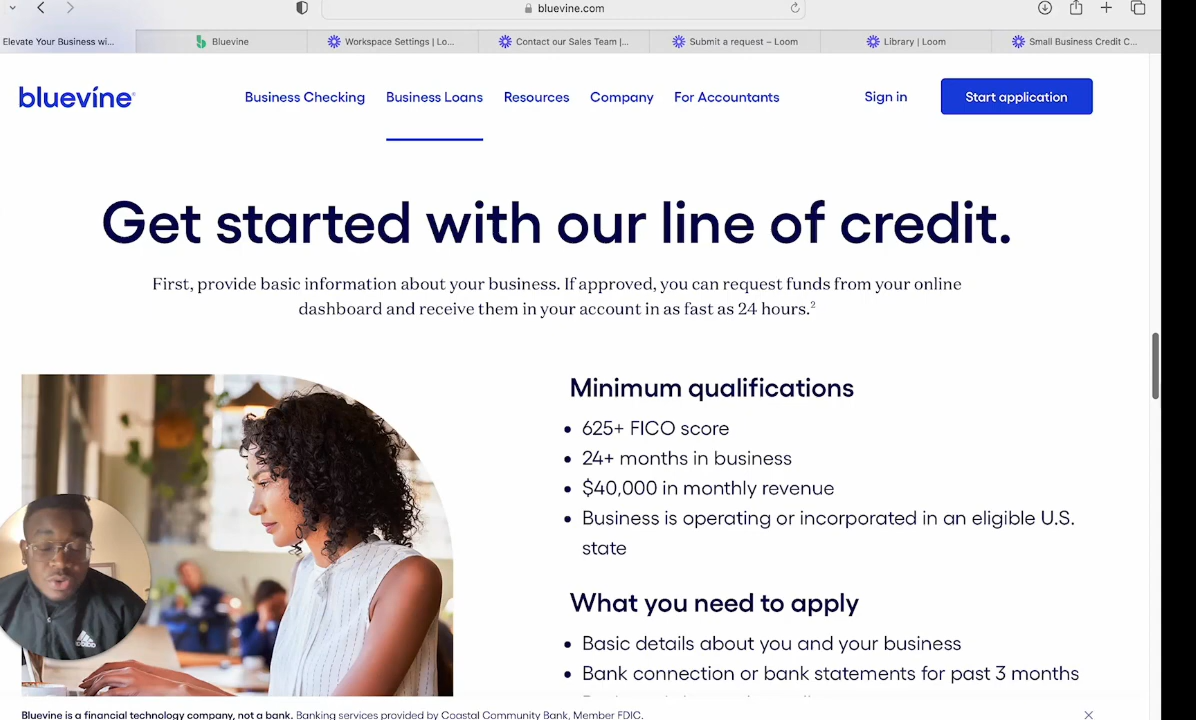 bluevine.com
Elevate Your Business wi...
Bluevine
Workspace Settings | Lo...
Contact our Sales Team |...
Submit a request – Loom
Library | Loom
Small Business Credit C...
bluevine
Business Checking
Business Loans
Resources
Company
For Accountants
Sign in
Start application
Get started with our line of credit.
First, provide basic information about your business. If approved, you can request funds from your online
dashboard and receive them in your account in as fast as 24 hours.²
Minimum qualifications
• 625+ FICO score
• 24+ months in business
• $40,000 in monthly revenue
• Business is operating or incorporated in an eligible U.S.
state
What you need to apply
• Basic details about you and your business
• Bank connection or bank statements for past 3 months
Bluevine is a financial technology company, not a bank. Banking services provided by Coastal Community Bank, Member FDIC.